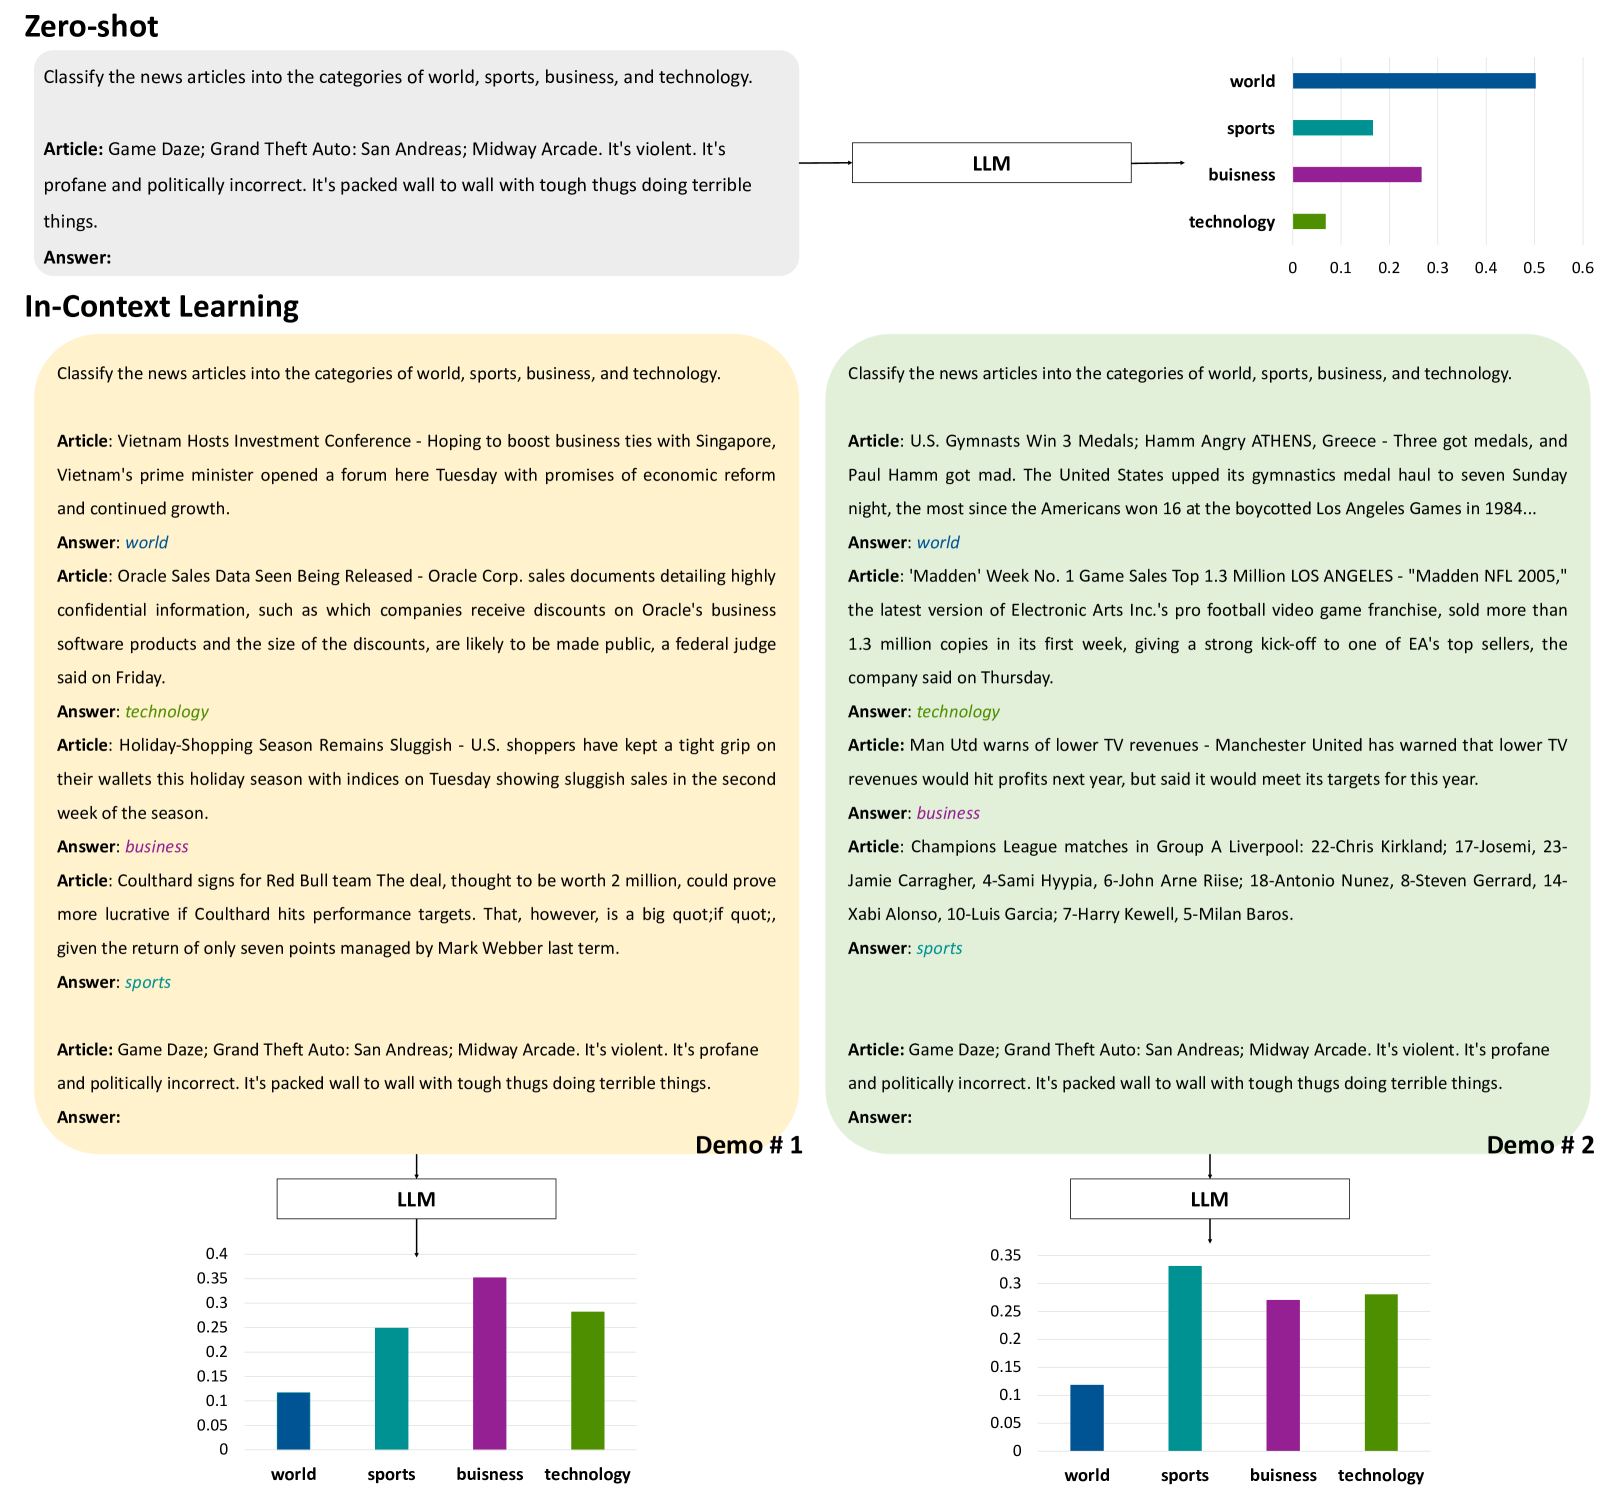 Zero-shot
Classify the news articles into the categories of world, sports, business, and technology.
Article: Game Daze; Grand Theft Auto: San Andreas; Midway Arcade. It's violent. It's
profane and politically incorrect. It's packed wall to wall with tough thugs doing terrible
things.
Answer:
LLM
world
sports
buisness
technology
0 0.1 0.2 0.3 0.4 0.5 0.6
In-Context Learning
Classify the news articles into the categories of world, sports, business, and technology.
Article: Vietnam Hosts Investment Conference - Hoping to boost business ties with Singapore,
Vietnam's prime minister opened a forum here Tuesday with promises of economic reform
and continued growth.
Answer: world
Article: Oracle Sales Data Seen Being Released - Oracle Corp. sales documents detailing highly
confidential information, such as which companies receive discounts on Oracle's business
software products and the size of the discounts, are likely to be made public, a federal judge
said on Friday.
Answer: technology
Article: Holiday-Shopping Season Remains Sluggish - U.S. shoppers have kept a tight grip on
their wallets this holiday season with indices on Tuesday showing sluggish sales in the second
week of the season.
Answer: business
Article: Coulthard signs for Red Bull team The deal, thought to be worth 2 million, could prove
more lucrative if Coulthard hits performance targets. That, however, is a big quot;if quot;,
given the return of only seven points managed by Mark Webber last term.
Answer: sports
Article: Game Daze; Grand Theft Auto: San Andreas; Midway Arcade. It's violent. It's profane
and politically incorrect. It's packed wall to wall with tough thugs doing terrible things.
Answer:
Demo # 1
LLM
0.4
0.35
0.3
0.25
0.2
0.15
0.1
0.05
0
world sports buisness technology
Classify the news articles into the categories of world, sports, business, and technology.
Article: U.S. Gymnasts Win 3 Medals; Hamm Angry ATHENS, Greece - Three got medals, and
Paul Hamm got mad. The United States upped its gymnastics medal haul to seven Sunday
night, the most since the Americans won 16 at the boycotted Los Angeles Games in 1984...
Answer: world
Article: 'Madden' Week No. 1 Game Sales Top 1.3 Million LOS ANGELES - "Madden NFL 2005,"
the latest version of Electronic Arts Inc.'s pro football video game franchise, sold more than
1.3 million copies in its first week, giving a strong kick-off to one of EA's top sellers, the
company said on Thursday.
Answer: technology
Article: Man Utd warns of lower TV revenues - Manchester United has warned that lower TV
revenues would hit profits next year, but said it would meet its targets for this year.
Answer: business
Article: Champions League matches in Group A Liverpool: 22-Chris Kirkland; 17-Josemi, 23-
Jamie Carragher, 4-Sami Hyypia, 6-John Arne Riise; 18-Antonio Nunez, 8-Steven Gerrard, 14-
Xabi Alonso, 10-Luis Garcia; 7-Harry Kewell, 5-Milan Baros.
Answer: sports
Article: Game Daze; Grand Theft Auto: San Andreas; Midway Arcade. It's violent. It's profane
and politically incorrect. It's packed wall to wall with tough thugs doing terrible things.
Answer:
Demo # 2
LLM
0.35
0.3
0.25
0.2
0.15
0.1
0.05
0
world sports buisness technology